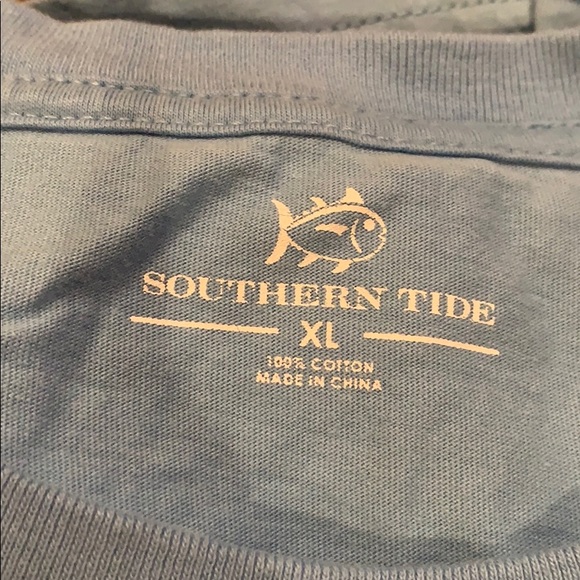 SOUTHERN TIDE
XL
100% COTTON
MADE IN CHINA